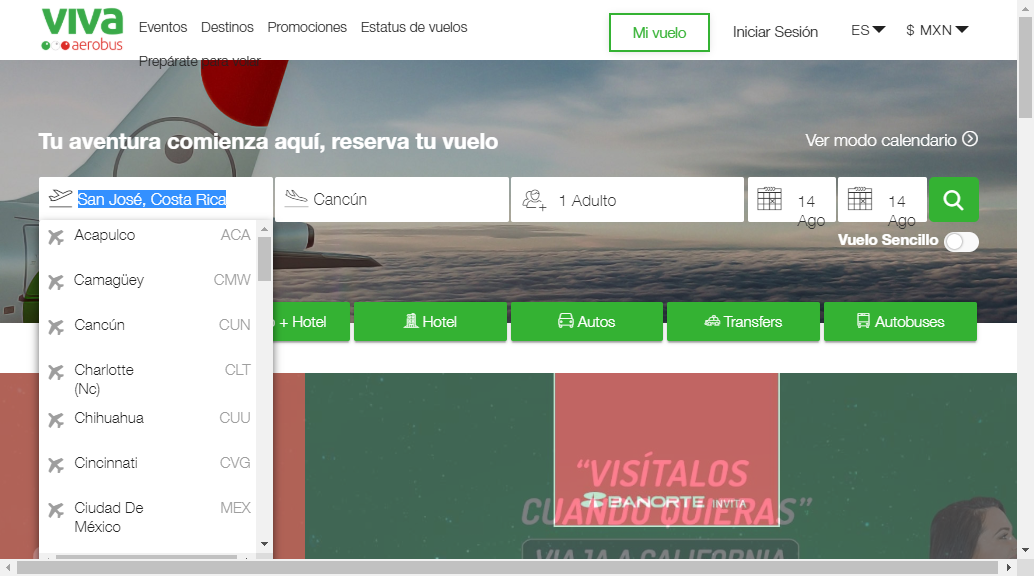 viva
aerobus
Eventos Destinos Promociones Estatus de vuelos
Prepárate para volar
Mi vuelo
Iniciar Sesión
ES
$ MXN
Tu aventura comienza aquí, reserva tu vuelo
Ver modo calendario
San José, Costa Rica
Cancún
1 Adulto
14
Ago
14
Ago
Vuelo Sencillo
Acapulco ACA
Camagüey CMW
Cancún CUN
Charlotte CLT
(Nc)
Chihuahua CUU
Cincinnati CVG
Ciudad De MEX
México
+ Hotel
Hotel
Autos
Transfers
Autobuses
“VISÍTALOS
CUANDO QUIERAS”
BANORTE INVITA
VIAJA A CALIFORNIA